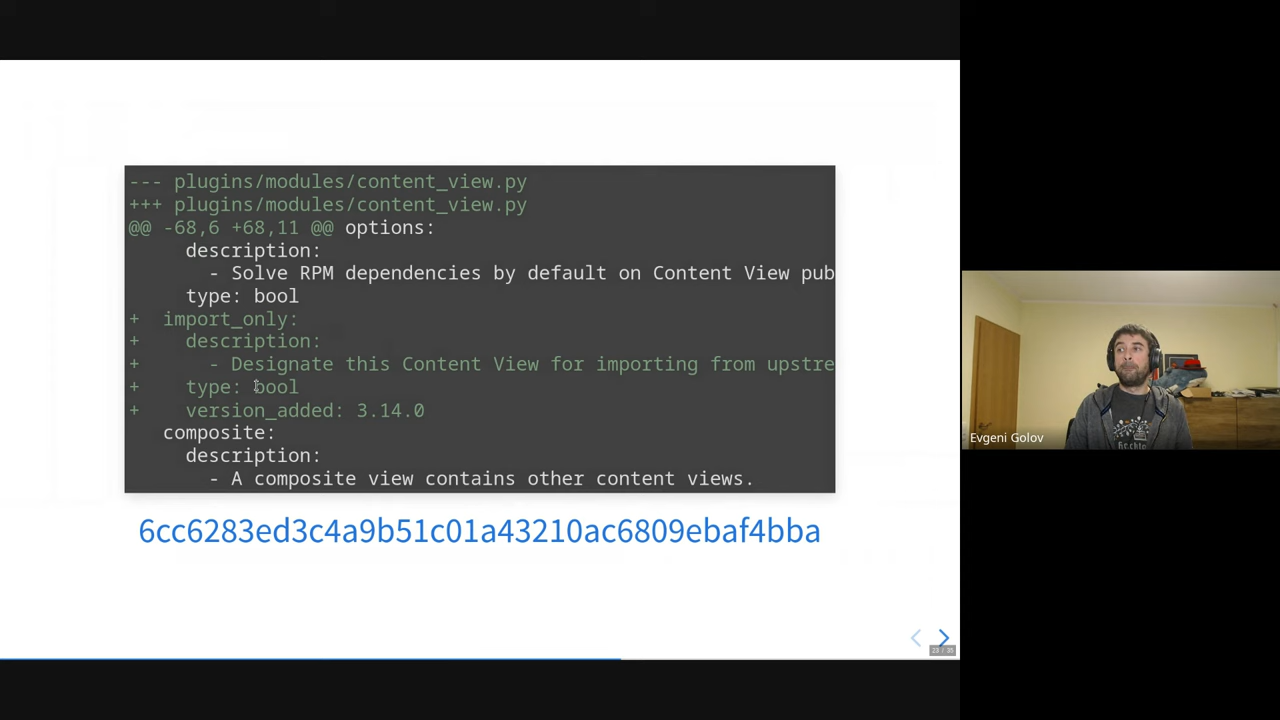 --- plugins/modules/content_view.py
+++ plugins/modules/content_view.py
@@ -68,6 +68,11 @@ options:
description:
- Solve RPM dependencies by default on Content View pub
type: bool
+ import_only:
+ description:
+ - Designate this Content View for importing from upstre
+ type: bool
+ version_added: 3.14.0
composite:
description:
- A composite view contains other content views.
6cc6283ed3c4a9b51c01a43210ac6809ebaf4bba
Evgeni Golov